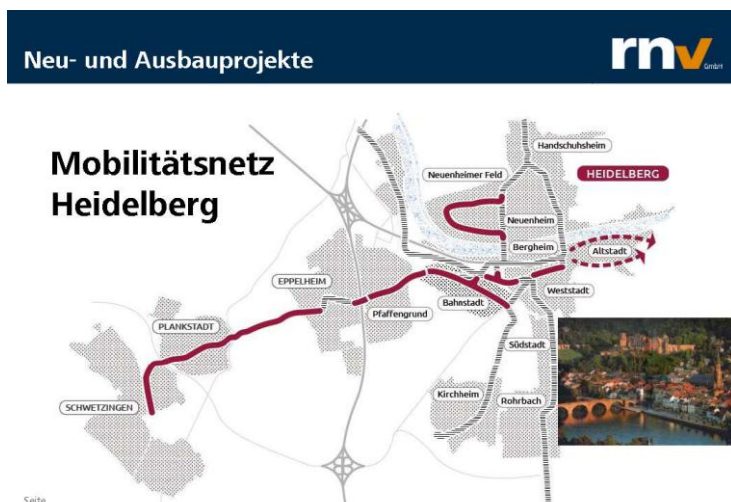 Neu- und Ausbauprojekte
rnv
GmbH
Mobilitätsnetz
Heidelberg
Handschuhsheim
Neuenheimer Feld
HEIDELBERG
Neuenheim
Bergheim
Altstadt
EPPELHEIM
Weststadt
Bahnstadt
Pfaffengrund
PLANKSTADT
Südstadt
Kirchheim
Rohrbach
SCHWETZINGEN
Seite